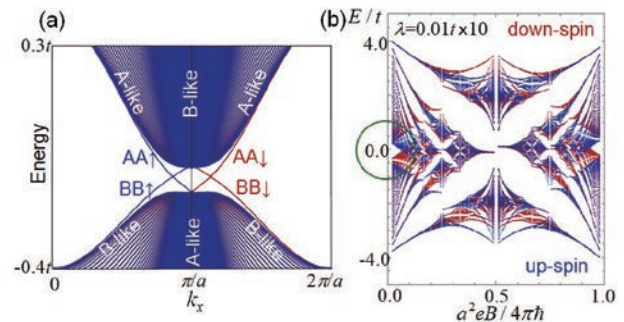 (a)
0.3t
Energy
-0.4t
A-like
B-like
A-like
AA↑
AA↓
BB↑
BB↓
B-like
A-like
B-like
0
π/a
2π/a
kₓ
(b) E / t
λ=0.01t×10
down-spin
4.0
0.0
-4.0
up-spin
0.0
0.5
1.0
a²eB / 4πħ